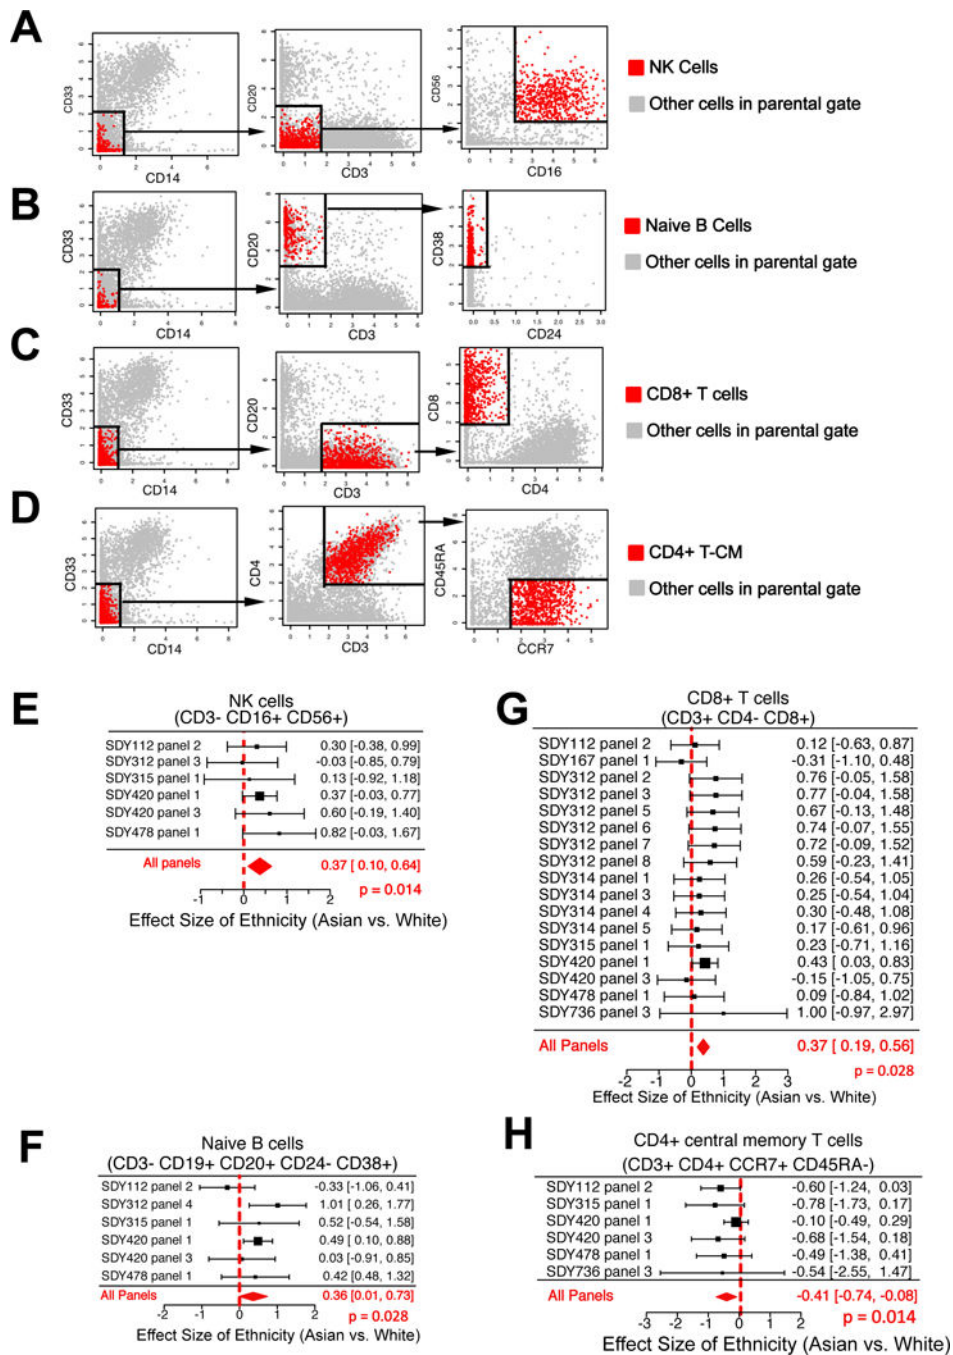 A
CD33
CD14
CD20
CD3
CD56
CD16
NK Cells
Other cells in parental gate
B
CD33
CD14
CD20
CD3
CD38
CD24
Naive B Cells
Other cells in parental gate
C
CD33
CD14
CD20
CD3
CD8
CD4
CD8+ T cells
Other cells in parental gate
D
CD33
CD14
CD4
CD3
CD45RA
CCR7
CD4+ T-CM
Other cells in parental gate
E
NK cells
(CD3- CD16+ CD56+)
SDY112 panel 2 0.30 [-0.38, 0.99]
SDY312 panel 3 -0.03 [-0.85, 0.79]
SDY315 panel 1 0.13 [-0.92, 1.18]
SDY420 panel 1 0.37 [-0.03, 0.77]
SDY420 panel 3 0.60 [-0.19, 1.40]
SDY478 panel 1 0.82 [-0.03, 1.67]
All panels 0.37 [ 0.10, 0.64]
p = 0.014
-1 0 1 2
Effect Size of Ethnicity (Asian vs. White)
F
Naive B cells
(CD3- CD19+ CD20+ CD24- CD38+)
SDY112 panel 2 -0.33 [-1.06, 0.41]
SDY312 panel 4 1.01 [ 0.26, 1.77]
SDY315 panel 1 0.52 [-0.54, 1.58]
SDY420 panel 1 0.49 [ 0.10, 0.88]
SDY420 panel 3 0.03 [-0.91, 0.85]
SDY478 panel 1 0.42 [ 0.48, 1.32]
All Panels 0.36 [0.01, 0.73]
p = 0.028
-2 -1 0 1 2
Effect Size of Ethnicity (Asian vs. White)
G
CD8+ T cells
(CD3+ CD4- CD8+)
SDY112 panel 2 0.12 [-0.63, 0.87]
SDY167 panel 1 -0.31 [-1.10, 0.48]
SDY312 panel 2 0.76 [-0.05, 1.58]
SDY312 panel 3 0.77 [-0.04, 1.58]
SDY312 panel 5 0.67 [-0.13, 1.48]
SDY312 panel 6 0.74 [-0.07, 1.55]
SDY312 panel 7 0.72 [-0.09, 1.52]
SDY312 panel 8 0.59 [-0.23, 1.41]
SDY314 panel 1 0.26 [-0.54, 1.05]
SDY314 panel 3 0.25 [-0.54, 1.04]
SDY314 panel 4 0.30 [-0.48, 1.08]
SDY314 panel 5 0.17 [-0.61, 0.96]
SDY315 panel 1 0.23 [-0.71, 1.16]
SDY420 panel 1 0.43 [ 0.03, 0.83]
SDY420 panel 3 -0.15 [-1.05, 0.75]
SDY478 panel 1 0.09 [-0.84, 1.02]
SDY736 panel 3 1.00 [-0.97, 2.97]
All Panels 0.37 [ 0.19, 0.56]
p = 0.028
-2 -1 0 1 2 3
Effect Size of Ethnicity (Asian vs. White)
H
CD4+ central memory T cells
(CD3+ CD4+ CCR7+ CD45RA-)
SDY112 panel 2 -0.60 [-1.24, 0.03]
SDY315 panel 1 -0.78 [-1.73, 0.17]
SDY420 panel 1 -0.10 [-0.49, 0.29]
SDY420 panel 3 -0.68 [-1.54, 0.18]
SDY478 panel 1 -0.49 [-1.38, 0.41]
SDY736 panel 3 -0.54 [-2.55, 1.47]
All Panels -0.41 [-0.74, -0.08]
p = 0.014
-3 -2 -1 0 1 2
Effect Size of Ethnicity (Asian vs. White)